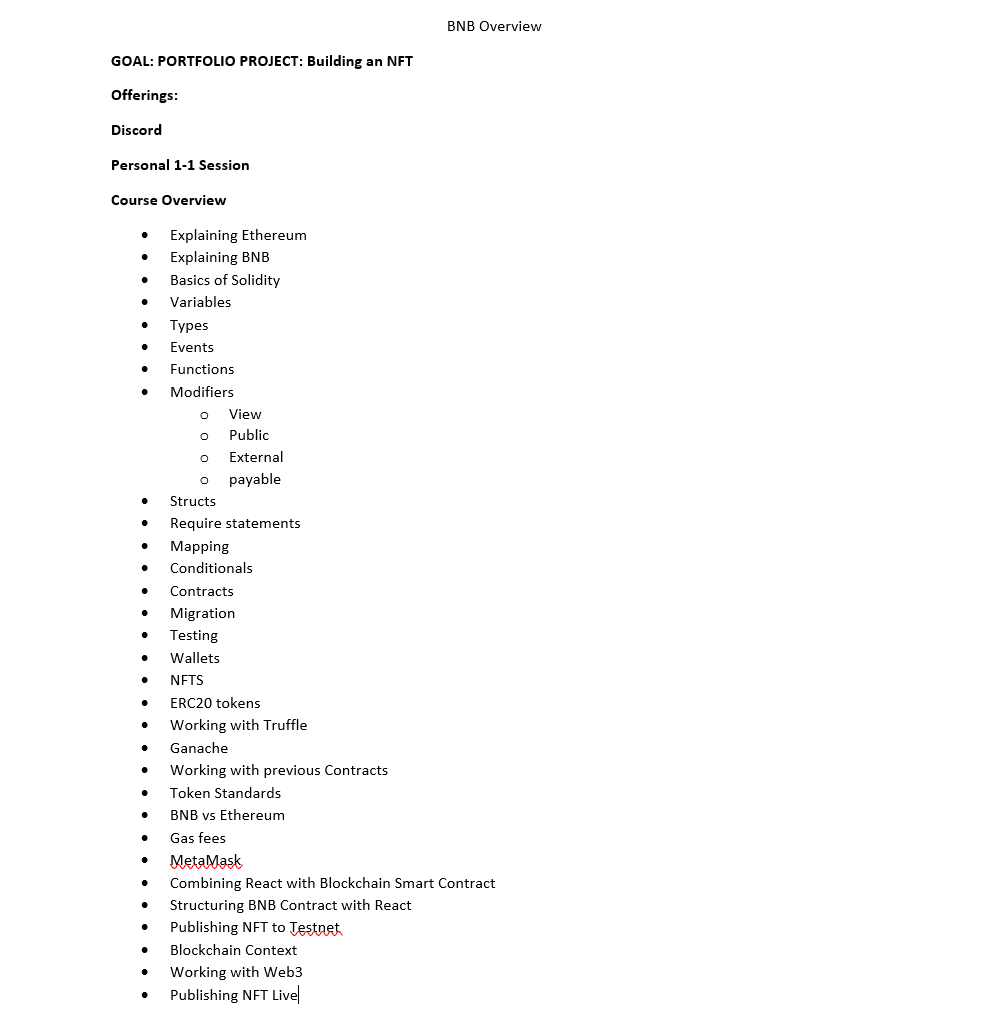 BNB Overview
GOAL: PORTFOLIO PROJECT: Building an NFT
Offerings:
Discord
Personal 1-1 Session
Course Overview
• Explaining Ethereum
• Explaining BNB
• Basics of Solidity
• Variables
• Types
• Events
• Functions
• Modifiers
o View
o Public
o External
o payable
• Structs
• Require statements
• Mapping
• Conditionals
• Contracts
• Migration
• Testing
• Wallets
• NFTS
• ERC20 tokens
• Working with Truffle
• Ganache
• Working with previous Contracts
• Token Standards
• BNB vs Ethereum
• Gas fees
• MetaMask
• Combining React with Blockchain Smart Contract
• Structuring BNB Contract with React
• Publishing NFT to Testnet
• Blockchain Context
• Working with Web3
• Publishing NFT Live